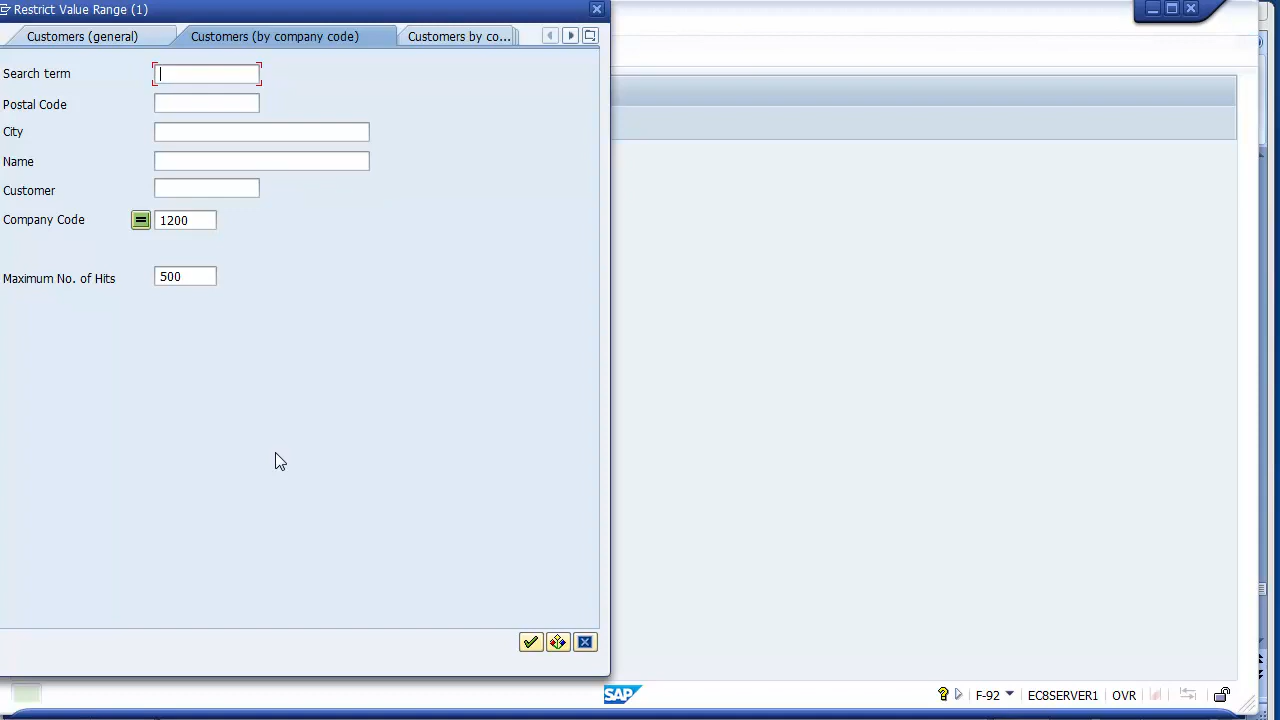 Restrict Value Range (1)
Customers (general)
Customers (by company code)
Customers by co...
Search term
Postal Code
City
Name
Customer
Company Code
1200
Maximum No. of Hits
500
SAP
F-92
EC6SERVER1
OVR